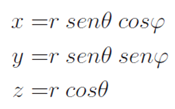 x =r senθ cosφ
y =r senθ senφ
z =r cosθ